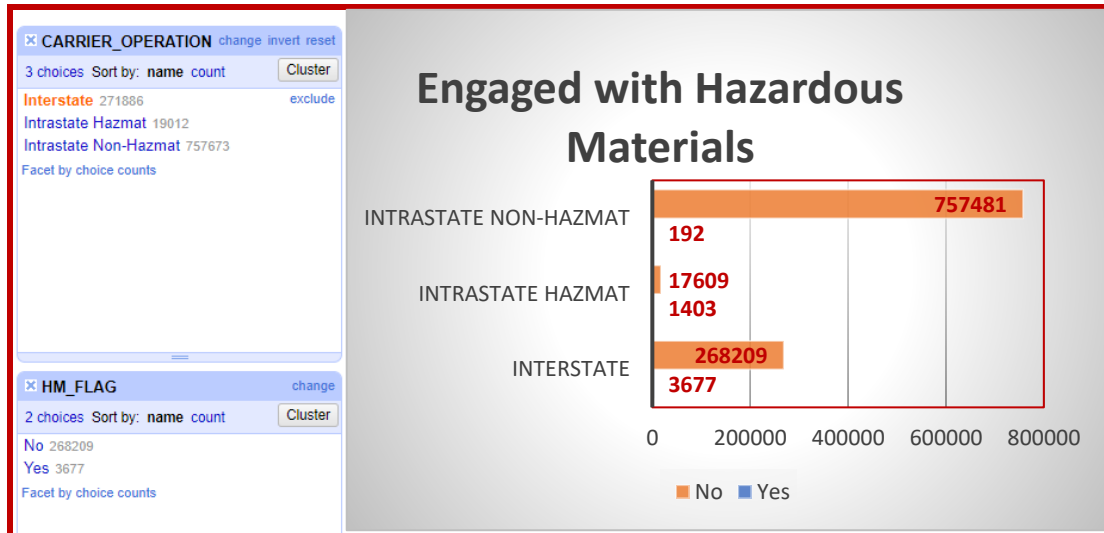 CARRIER_OPERATION change invert reset
3 choices Sort by: name count Cluster
Interstate 271886 exclude
Intrastate Hazmat 19012
Intrastate Non-Hazmat 757673
Facet by choice counts
HM_FLAG change
2 choices Sort by: name count Cluster
No 268209
Yes 3677
Facet by choice counts
Engaged with Hazardous
Materials
INTRASTATE NON-HAZMAT
757481
192
INTRASTATE HAZMAT
17609
1403
INTERSTATE
268209
3677
0 200000 400000 600000 800000
No Yes